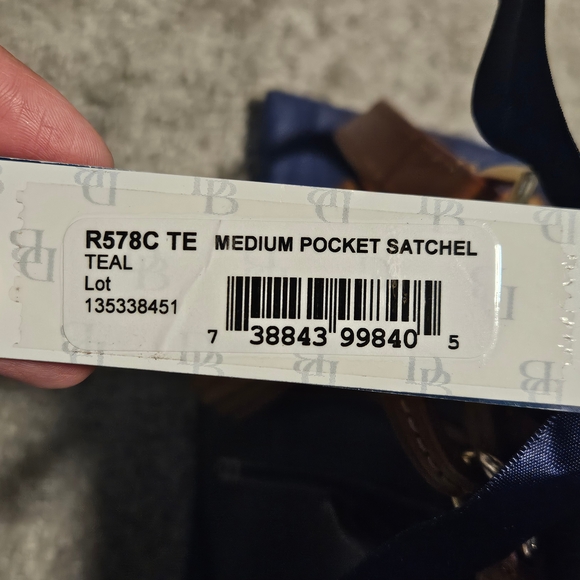 R578C TE MEDIUM POCKET SATCHEL
TEAL
Lot
135338451
7 38843 99840 5